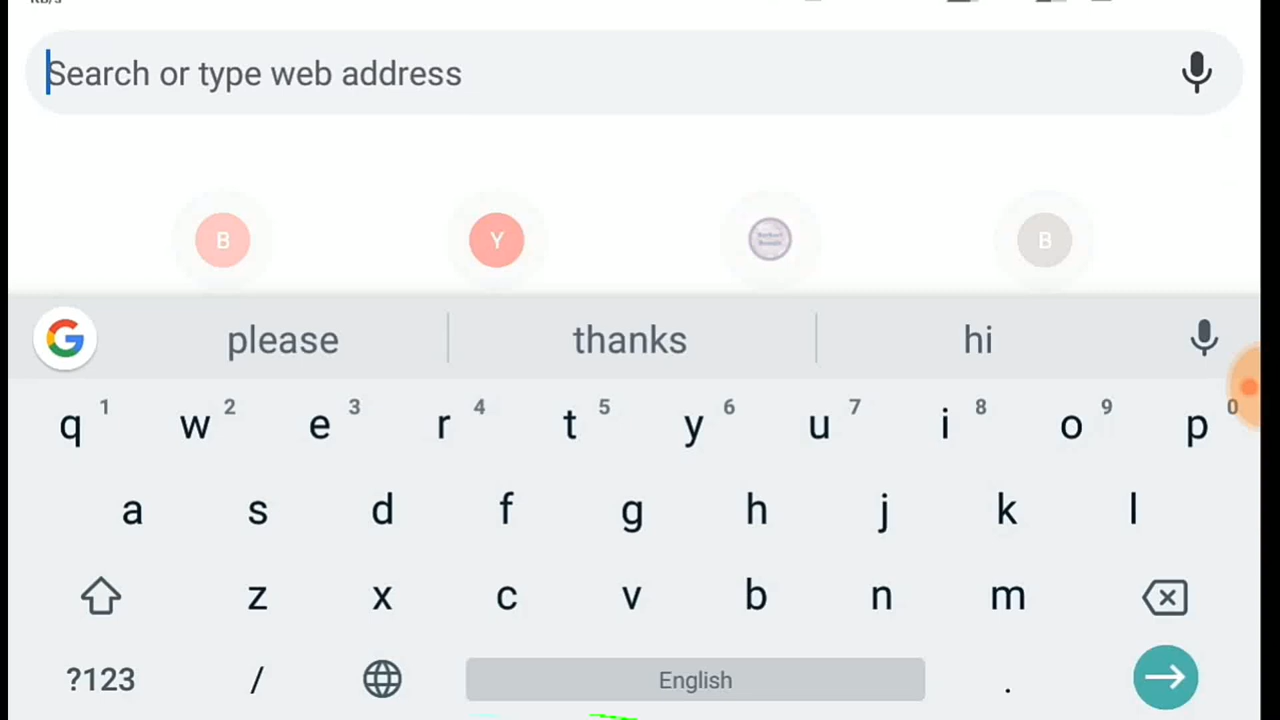 Search or type web address
B Y B
please thanks hi
q 1 w 2 e 3 r 4 t 5 y 6 u 7 i 8 o 9 p 0
a s d f g h j k l
z x c v b n m
?123 / English .